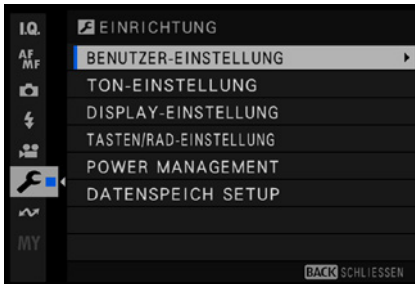 I.Q.
AF
MF
MY
EINRICHTUNG
BENUTZER-EINSTELLUNG
TON-EINSTELLUNG
DISPLAY-EINSTELLUNG
TASTEN/RAD-EINSTELLUNG
POWER MANAGEMENT
DATENSPEICH SETUP
BACK SCHLIESSEN